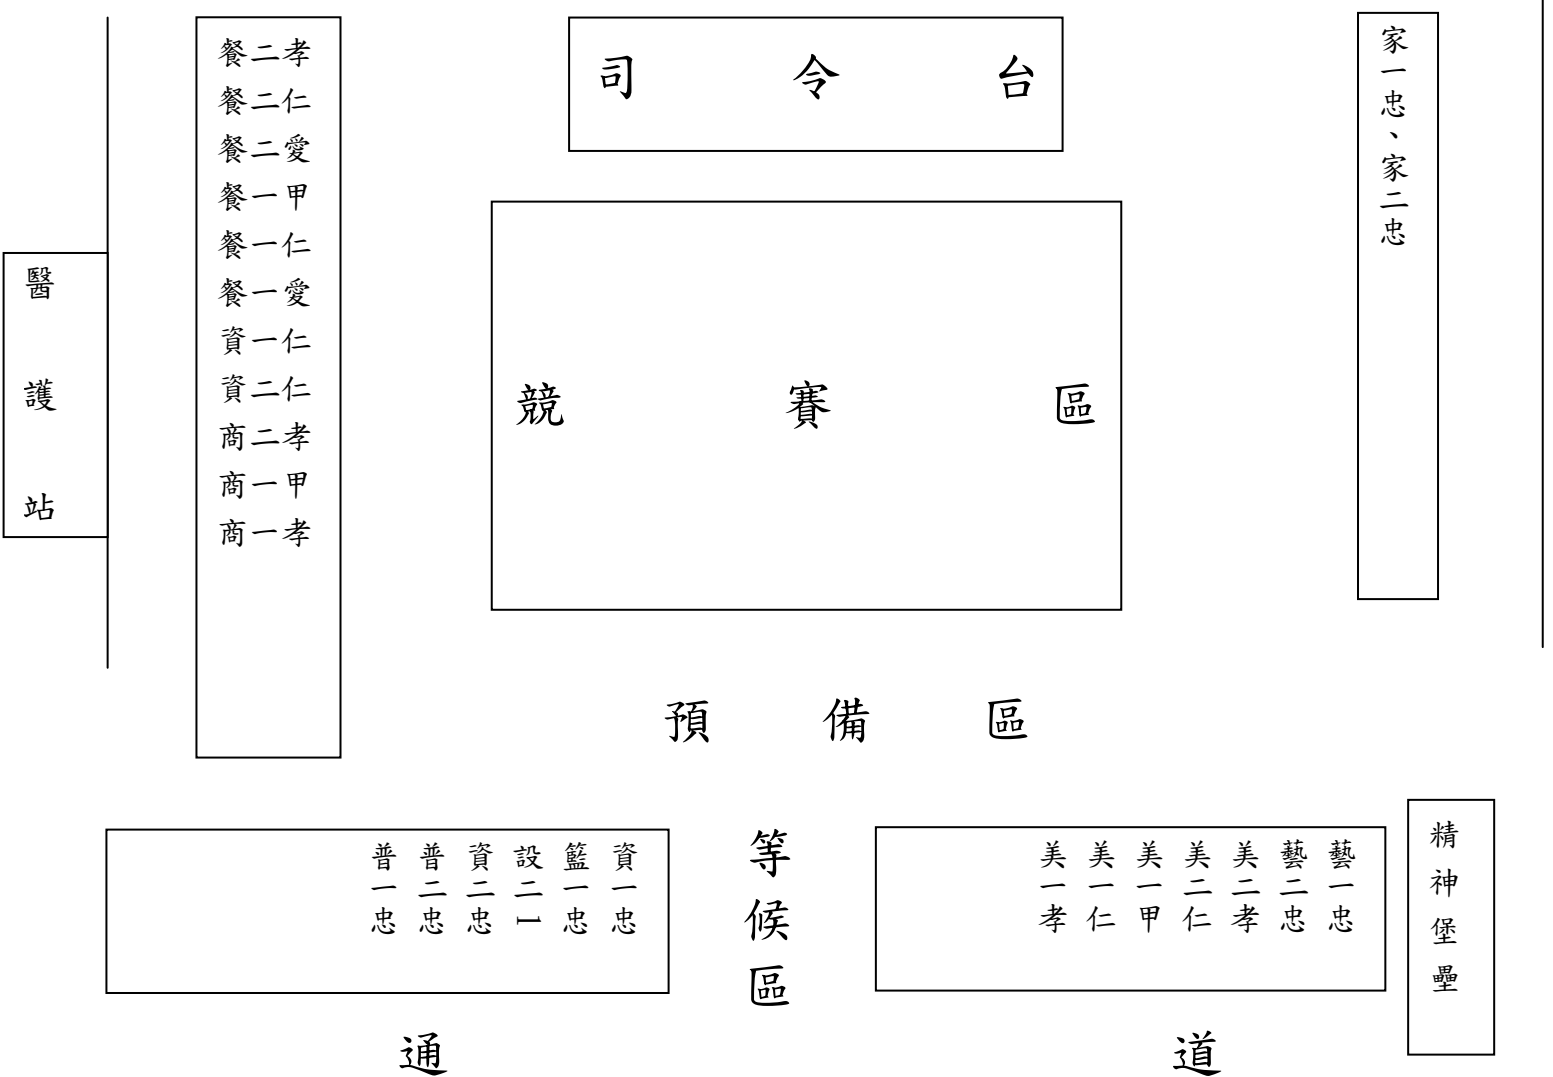 司令台
餐二孝
餐二仁
餐二愛
餐一甲
餐一仁
餐一愛
資一仁
資二仁
商二孝
商一甲
商一孝
家一忠、家二忠
醫護站
競賽區
預備區
資一忠
籃一忠
設二1
資二忠
普二忠
普一忠
等候區
藝一忠
藝二忠
美二孝
美二仁
美一甲
美一仁
美一孝
精神堡壘
通道